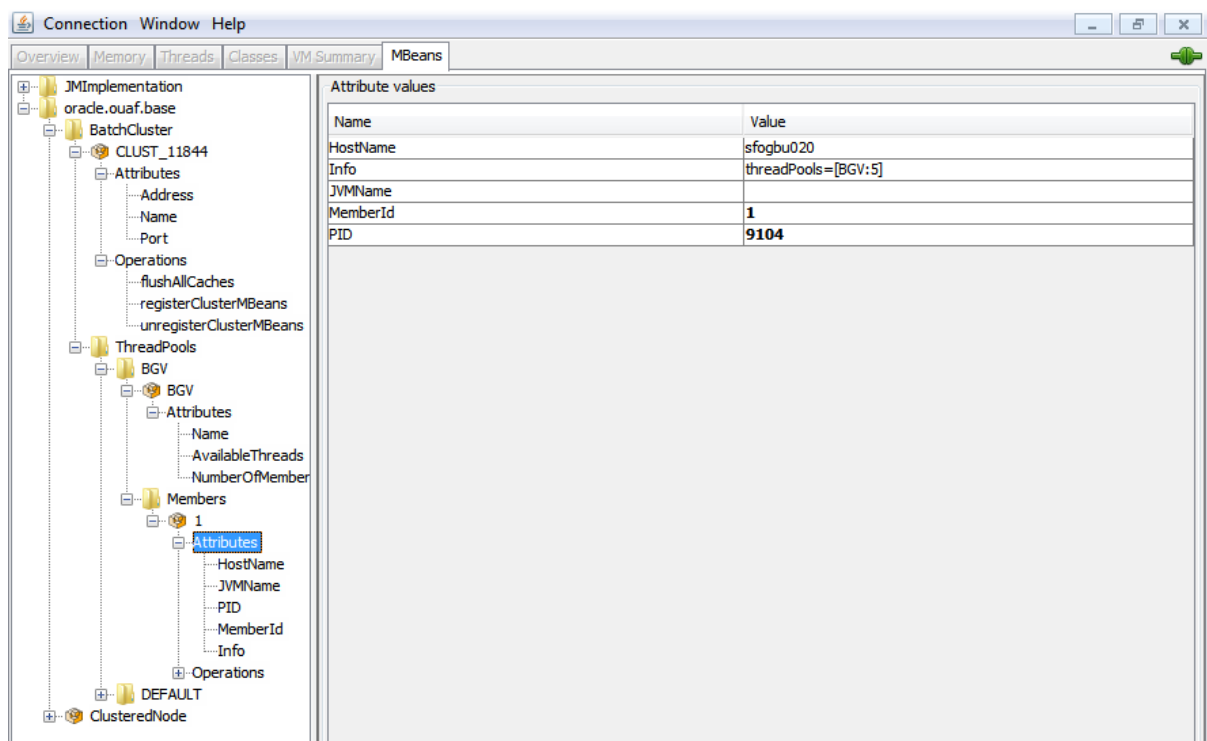 Connection Window Help
Overview Memory Threads Classes VM Summary MBeans
JMImplementation
oracle.ouaf.base
BatchCluster
CLUST_11844
Attributes
Address
Name
Port
Operations
flushAllCaches
registerClusterMBeans
unregisterClusterMBeans
ThreadPools
BGV
BGV
Attributes
Name
AvailableThreads
NumberOfMember
Members
1
Attributes
HostName
JVMName
PID
MemberId
Info
Operations
DEFAULT
ClusteredNode
Attribute values
Name Value
HostName sfogbu020
Info threadPools=[BGV:5]
JVMName
MemberId 1
PID 9104